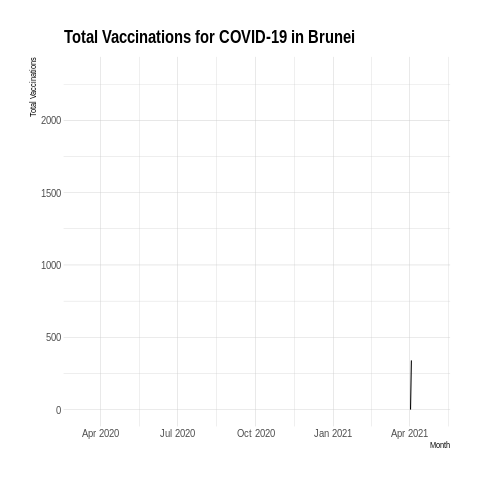 Total Vaccinations for COVID-19 in Brunei
Total Vaccinations
2000
1500
1000
500
0
Apr 2020 Jul 2020 Oct 2020 Jan 2021 Apr 2021
Month